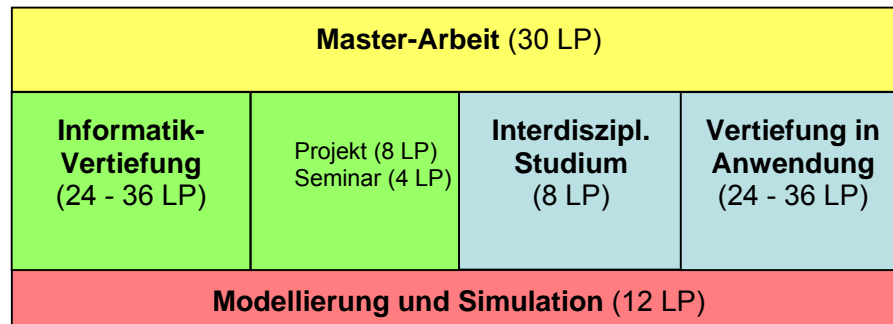 Master-Arbeit (30 LP)
Informatik-
Vertiefung
(24 - 36 LP)
Projekt (8 LP)
Seminar (4 LP)
Interdiszipl.
Studium
(8 LP)
Vertiefung in
Anwendung
(24 - 36 LP)
Modellierung und Simulation (12 LP)